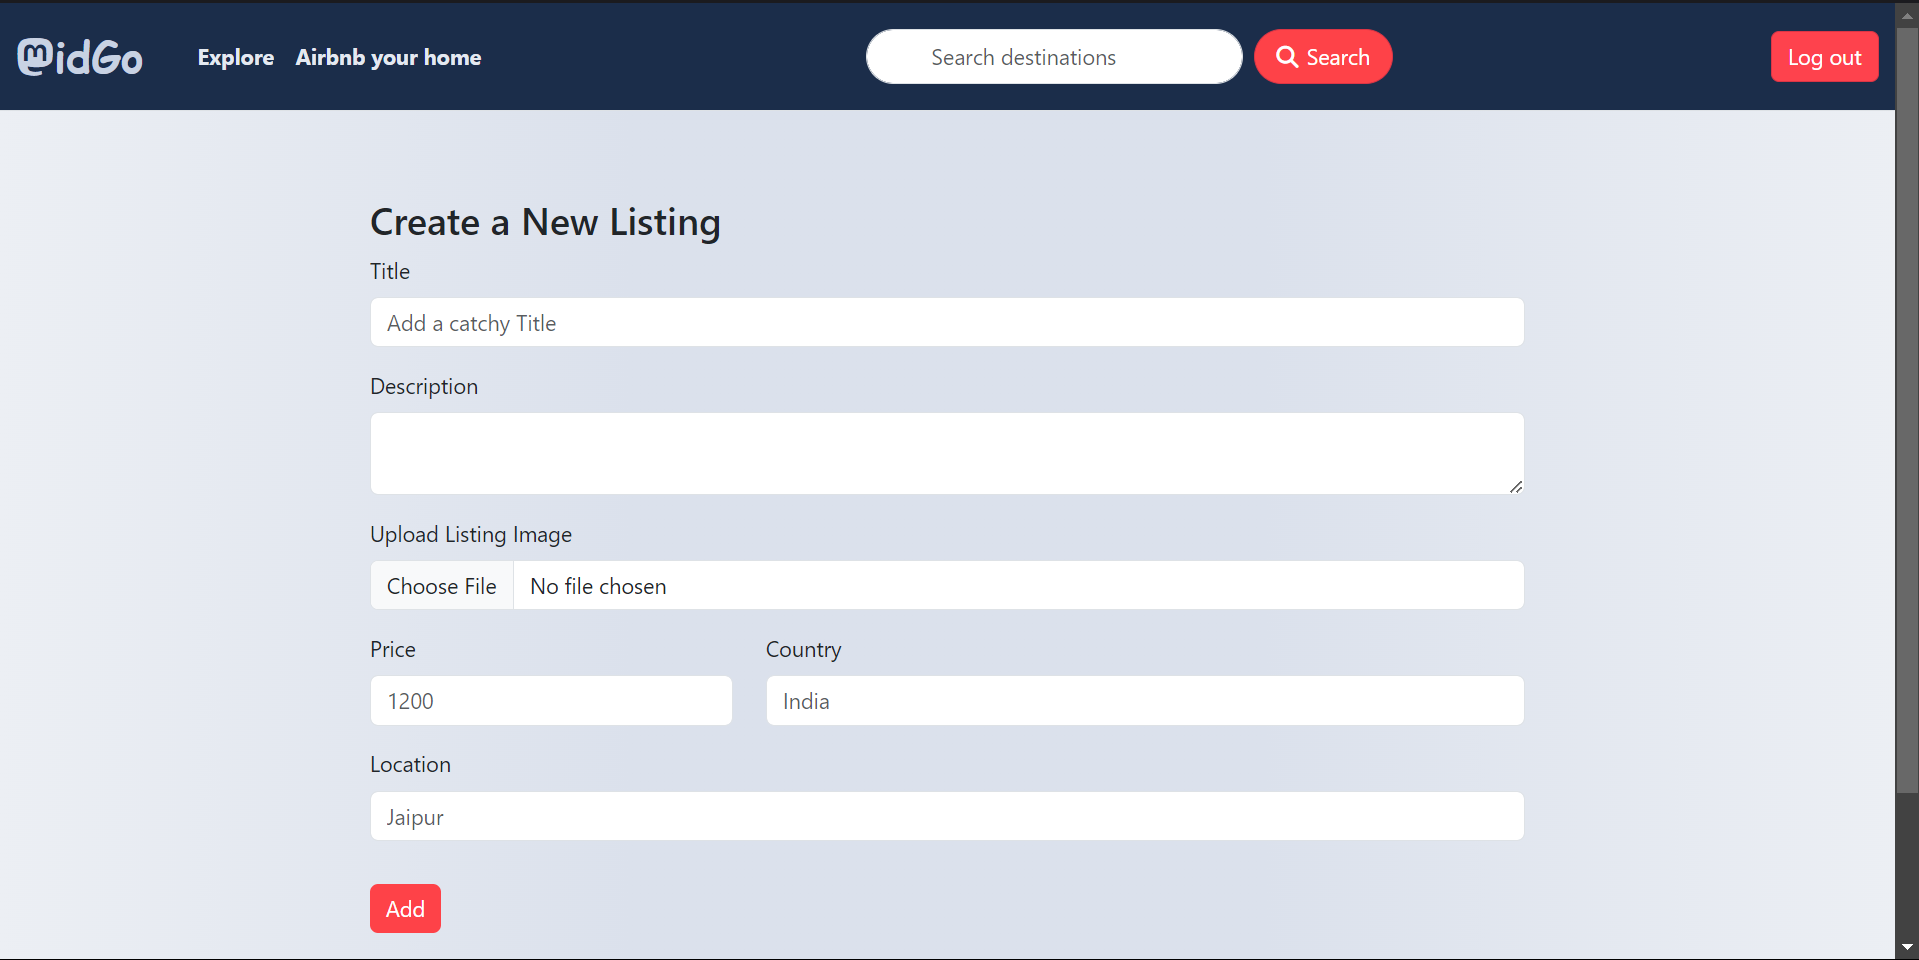 midGo Explore Airbnb your home Search destinations Search Log out
Create a New Listing
Title
Add a catchy Title
Description
Upload Listing Image
Choose File No file chosen
Price Country
1200 India
Location
Jaipur
Add